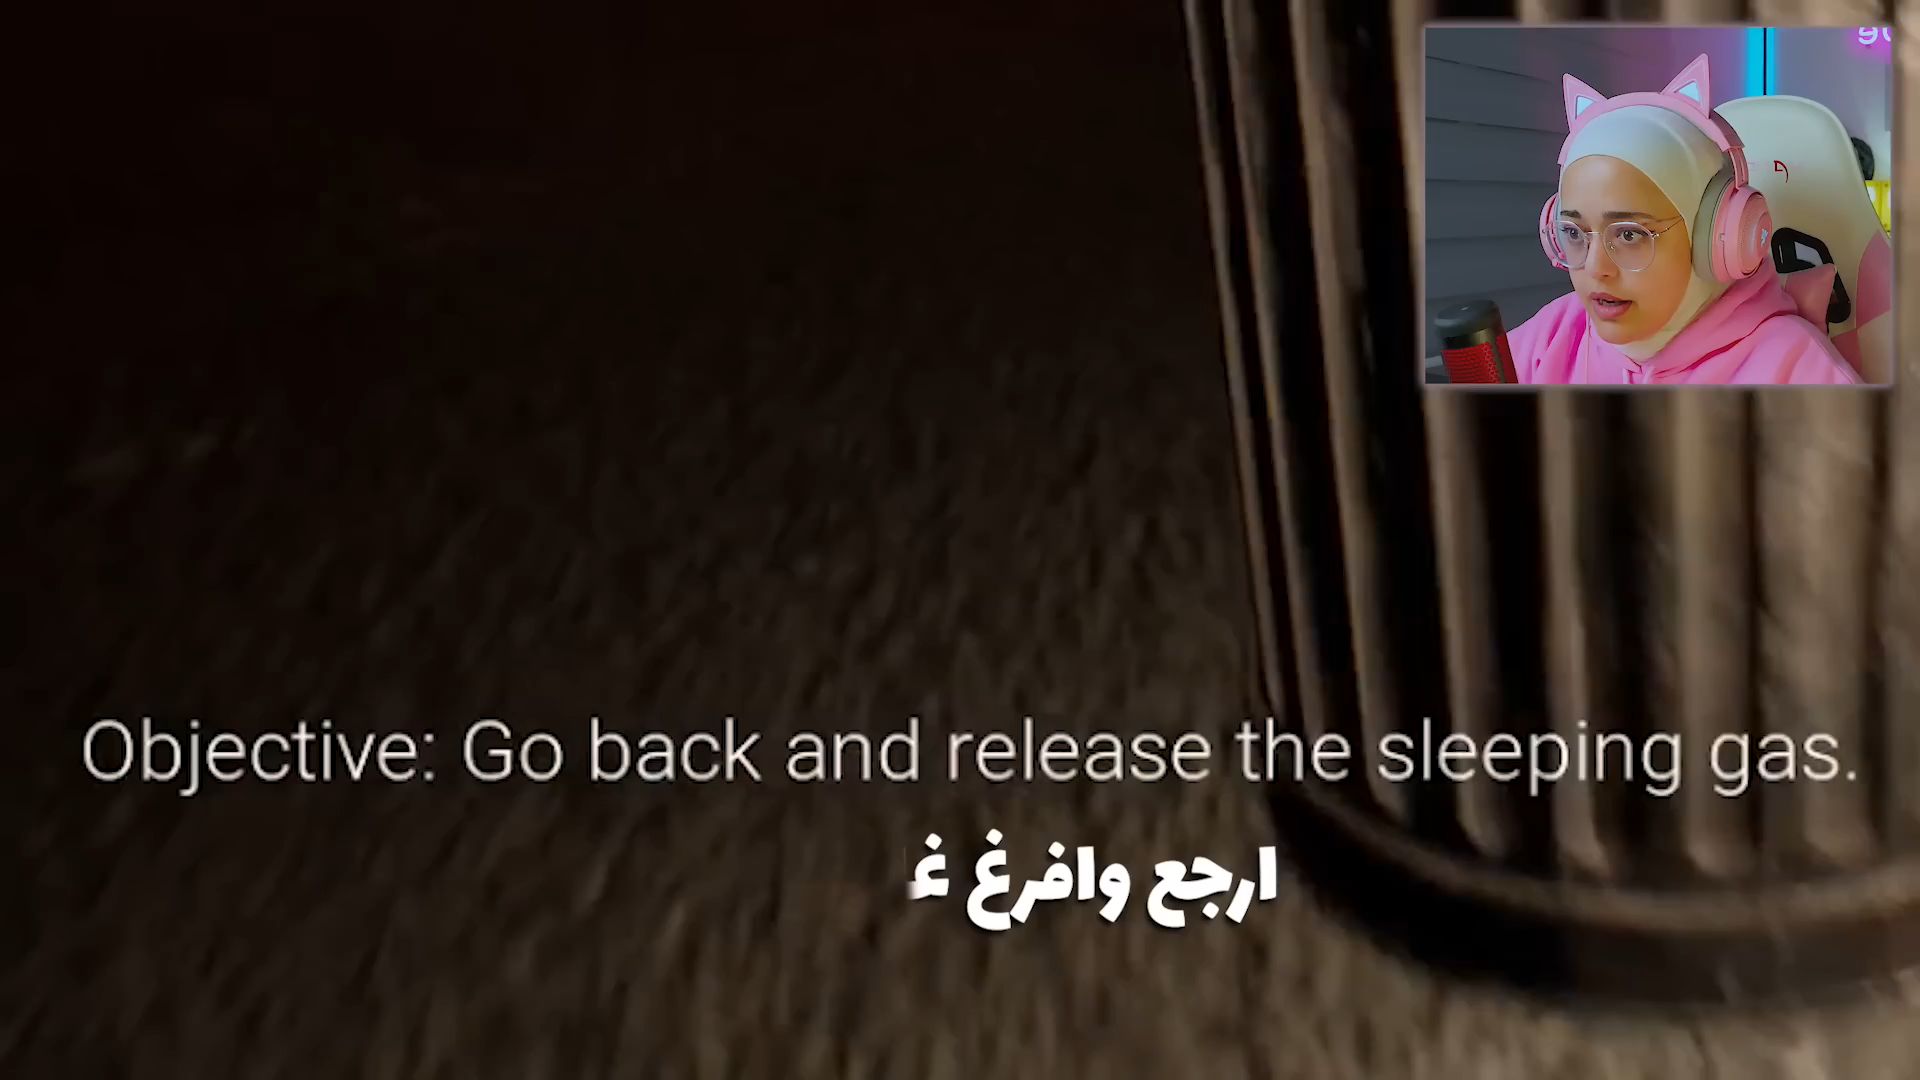 Objective: Go back and release the sleeping gas.
ارجع وافرغ غ